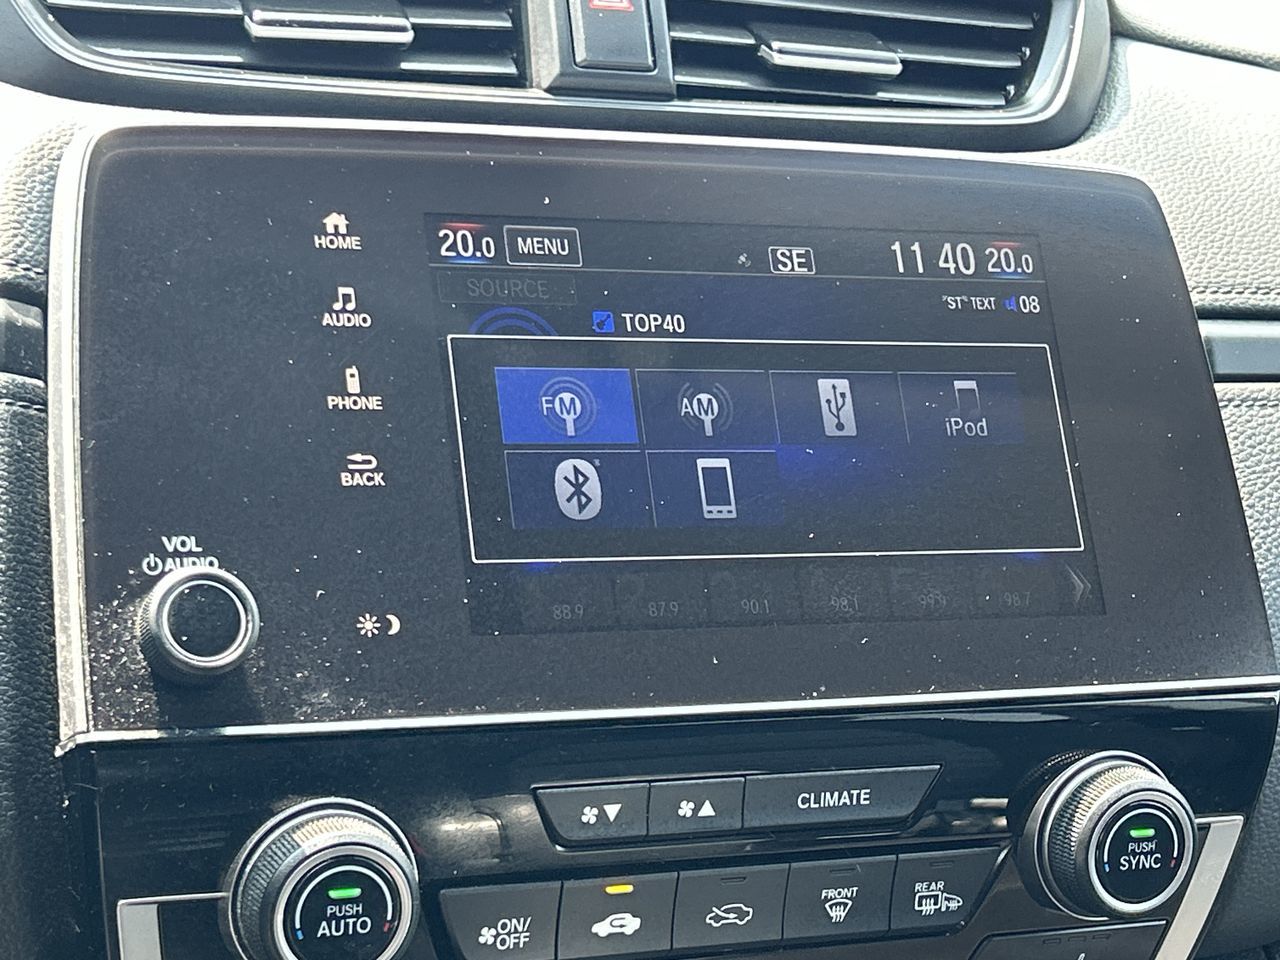 HOME
20.0 MENU SE 11 40 20.0
SOURCE
AUDIO
"ST" TEXT 08
TOP40
PHONE
FM AM iPod
BACK
VOL
AUDIO
88.9 87.9 90.1 98.1 99.9 98.7
CLIMATE
PUSH
AUTO
PUSH
SYNC
ON/
OFF
FRONT
REAR